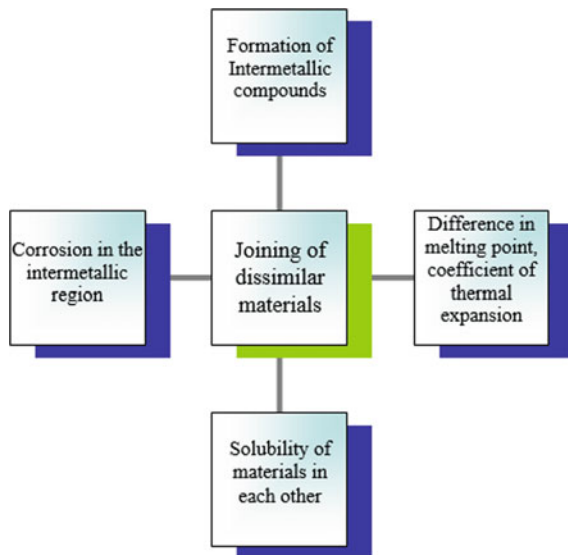 Formation of
Intermetallic
compounds
Corrosion in the
intermetallic
region
Joining of
dissimilar
materials
Difference in
melting point,
coefficient of
thermal
expansion
Solubility of
materials in
each other